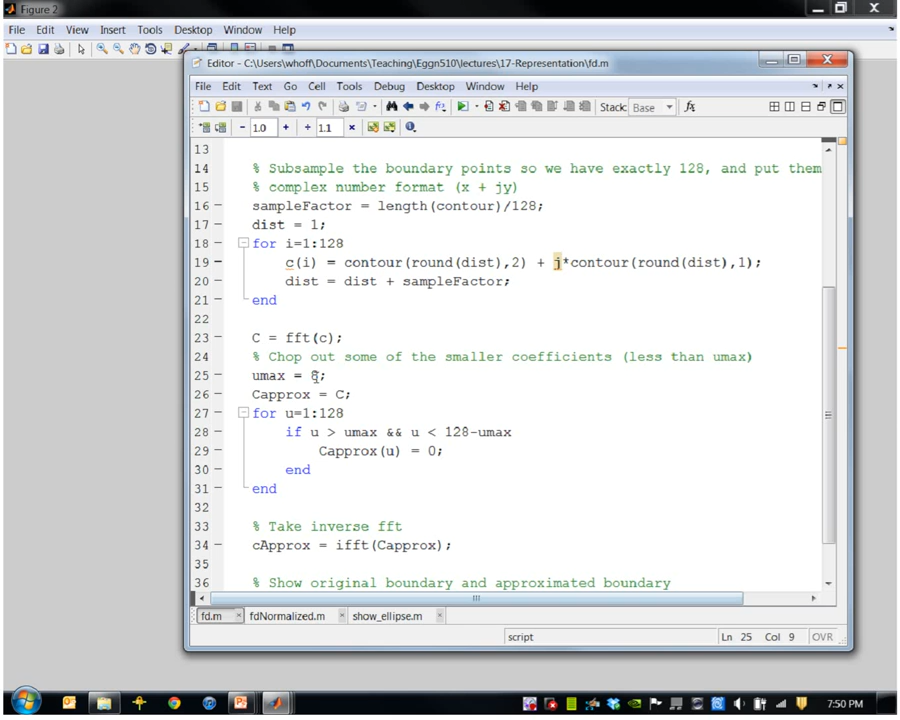 Figure 2
File Edit View Insert Tools Desktop Window Help
Editor - C:\Users\whoff\Documents\Teaching\Eggn510\lectures\17-Representation\fd.m
File Edit Text Go Cell Tools Debug Desktop Window Help
Stack: Base fx
- 1.0 + ÷ 1.1 ×
13
14 % Subsample the boundary points so we have exactly 128, and put them
15 % complex number format (x + jy)
16 - sampleFactor = length(contour)/128;
17 - dist = 1;
18 - for i=1:128
19 - c(i) = contour(round(dist),2) + j*contour(round(dist),1);
20 - dist = dist + sampleFactor;
21 - end
22
23 - C = fft(c);
24 % Chop out some of the smaller coefficients (less than umax)
25 - umax = 8;
26 - Capprox = C;
27 - for u=1:128
28 - if u > umax && u < 128-umax
29 - Capprox(u) = 0;
30 - end
31 - end
32
33 % Take inverse fft
34 - cApprox = ifft(Capprox);
35
36 % Show original boundary and approximated boundary
fd.m × fdNormalized.m × show_ellipse.m ×
script Ln 25 Col 9 OVR
7:50 PM